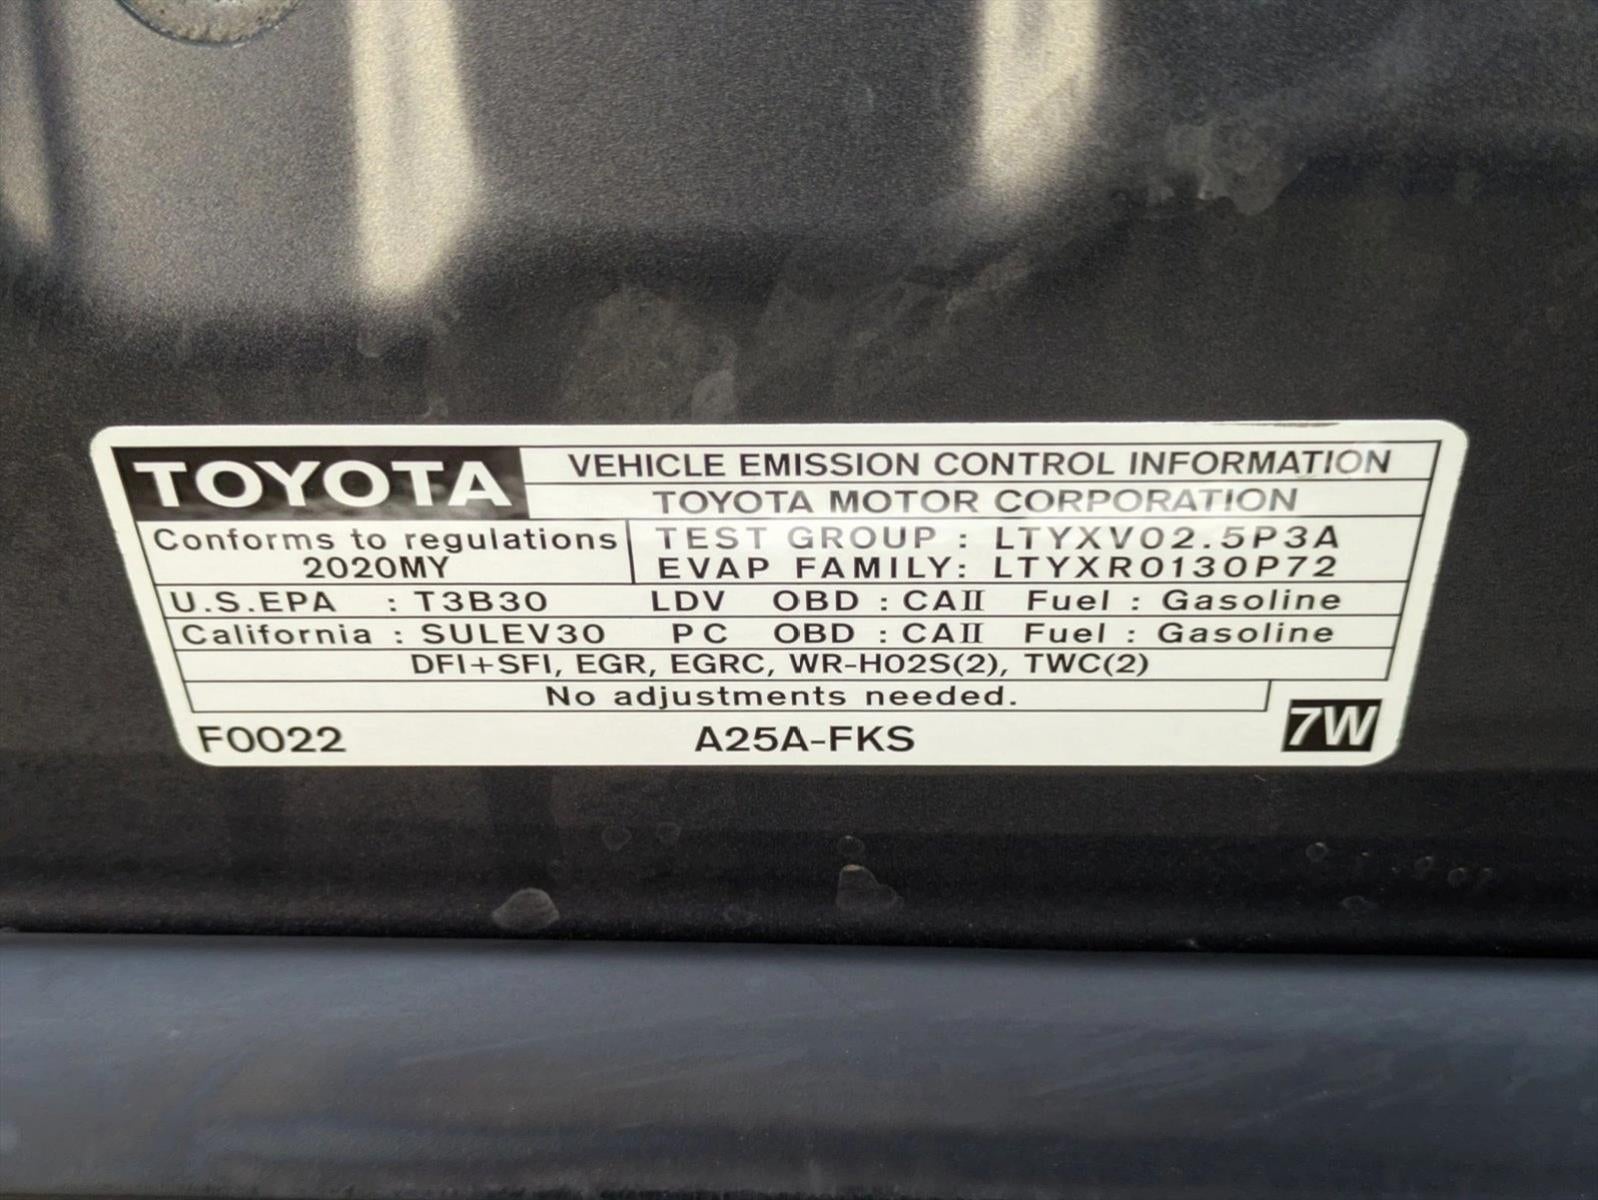 TOYOTA
VEHICLE EMISSION CONTROL INFORMATION
TOYOTA MOTOR CORPORATION
Conforms to regulations
2020MY
TEST GROUP : LTYXV02.5P3A
EVAP FAMILY: LTYXR0130P72
U.S.EPA : T3B30 LDV OBD : CAII Fuel : Gasoline
California : SULEV30 PC OBD : CAII Fuel : Gasoline
DFI+SFI, EGR, EGRC, WR-HO2S(2), TWC(2)
No adjustments needed.
F0022 A25A-FKS 7W